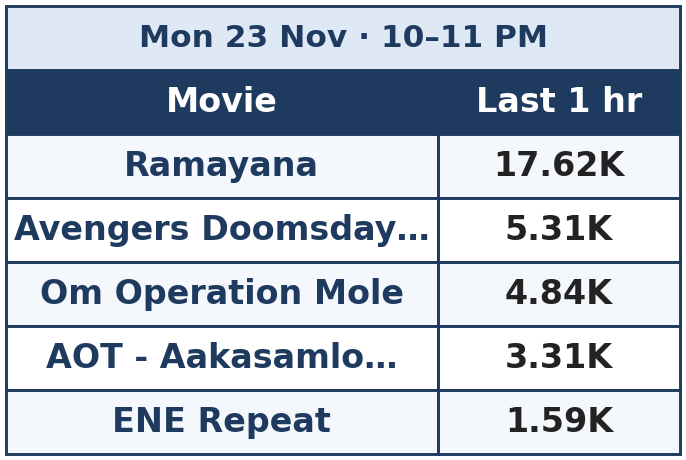 Mon 23 Nov · 10–11 PM
Movie Last 1 hr
Ramayana 17.62K
Avengers Doomsday... 5.31K
Om Operation Mole 4.84K
AOT - Aakasamlo... 3.31K
ENE Repeat 1.59K